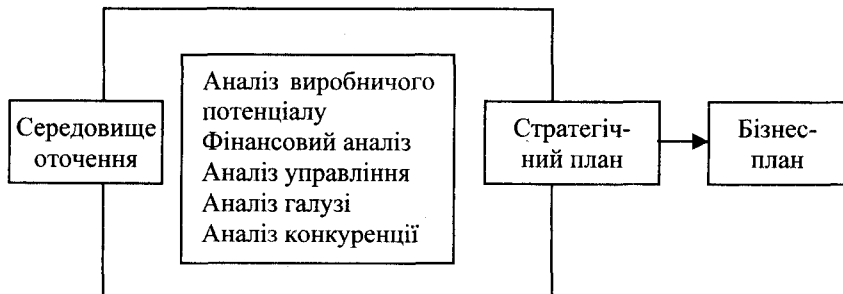 Середовище
оточення
Аналіз виробничого
потенціалу
Фінансовий аналіз
Аналіз управління
Аналіз галузі
Аналіз конкуренції
Стратегіч-
ний план
Бізнес-
план